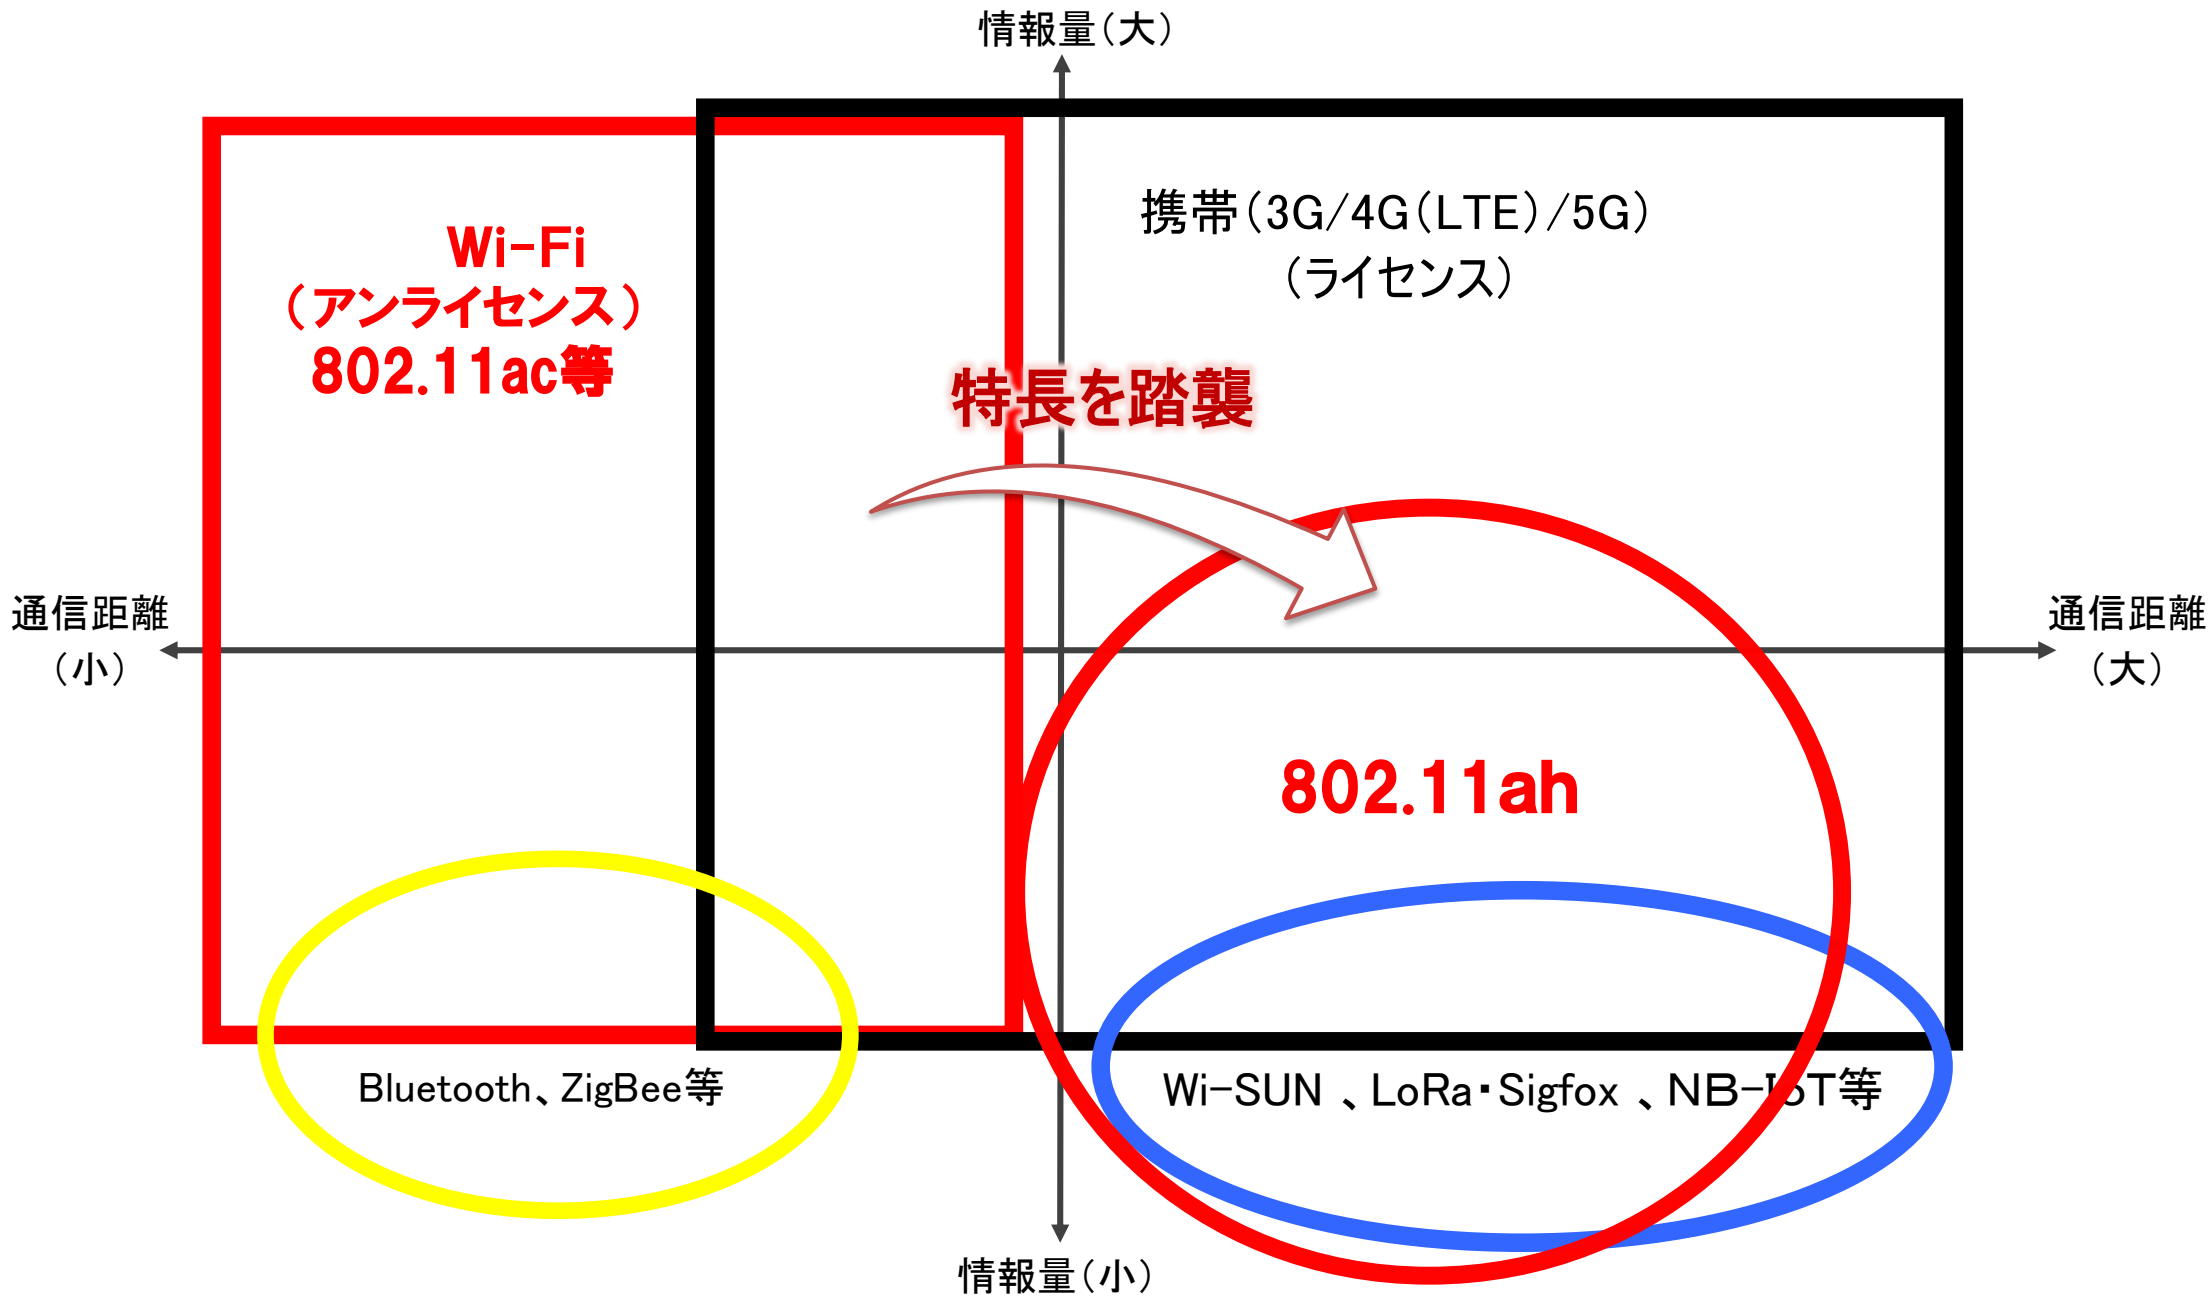 情報量（大）
Wi-Fi
（アンライセンス）
802.11ac等
携帯（3G/4G（LTE）/5G）
（ライセンス）
特長を踏襲
通信距離
（小）
通信距離
（大）
802.11ah
Bluetooth、ZigBee等
Wi-SUN 、LoRa・Sigfox 、NB-IoT等
情報量（小）